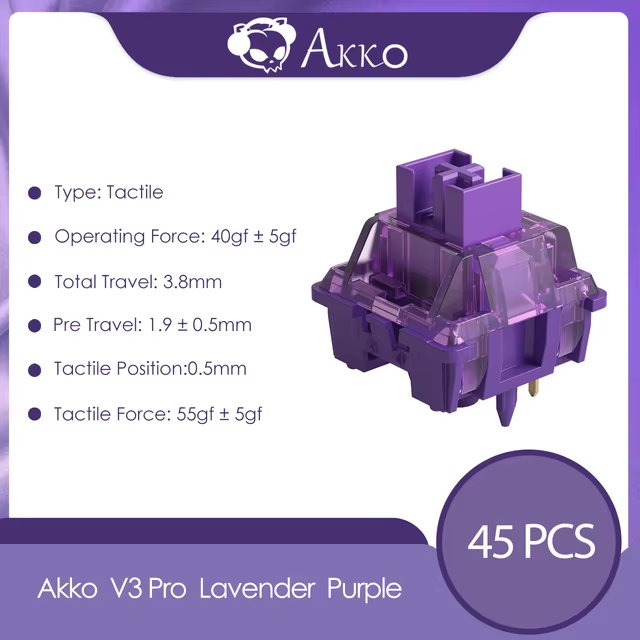 AKKO
Type: Tactile
Operating Force: 40gf ± 5gf
Total Travel: 3.8mm
Pre Travel: 1.9 ± 0.5mm
Tactile Position:0.5mm
Tactile Force: 55gf ± 5gf
45 PCS
Akko V3 Pro Lavender Purple